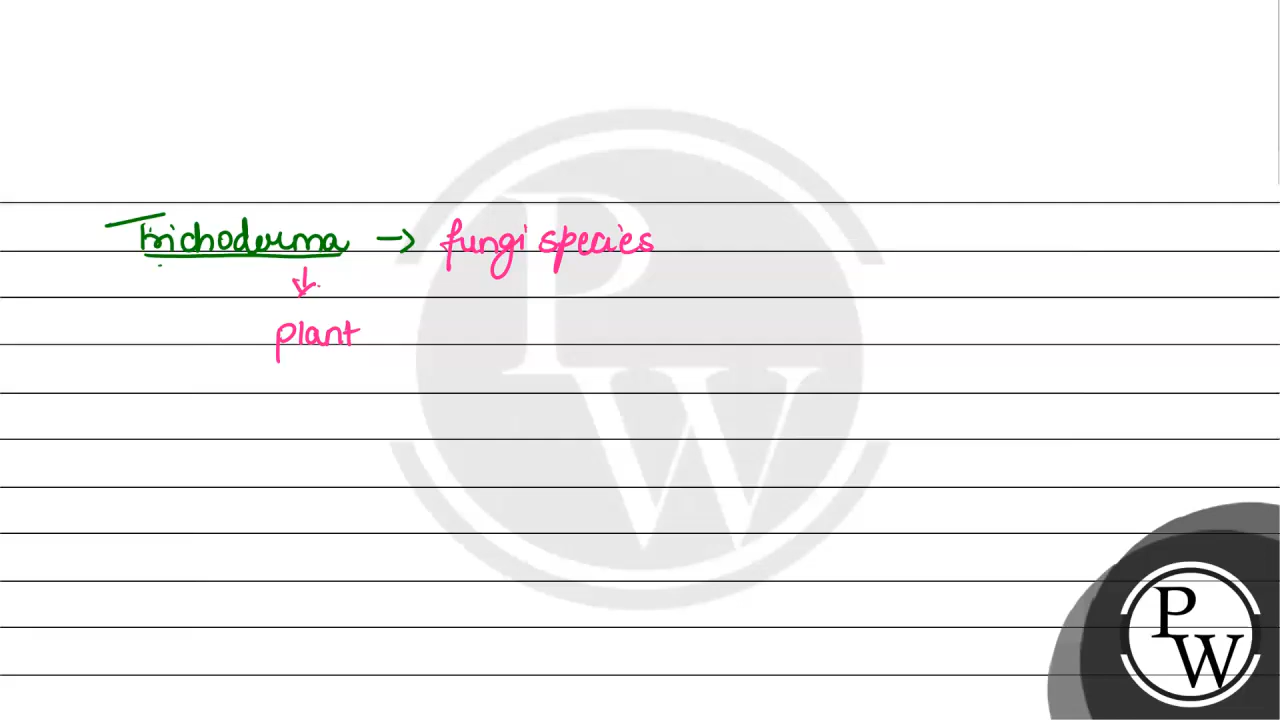 Trichoderma → fungi species
↓
plant
P
W
P
W